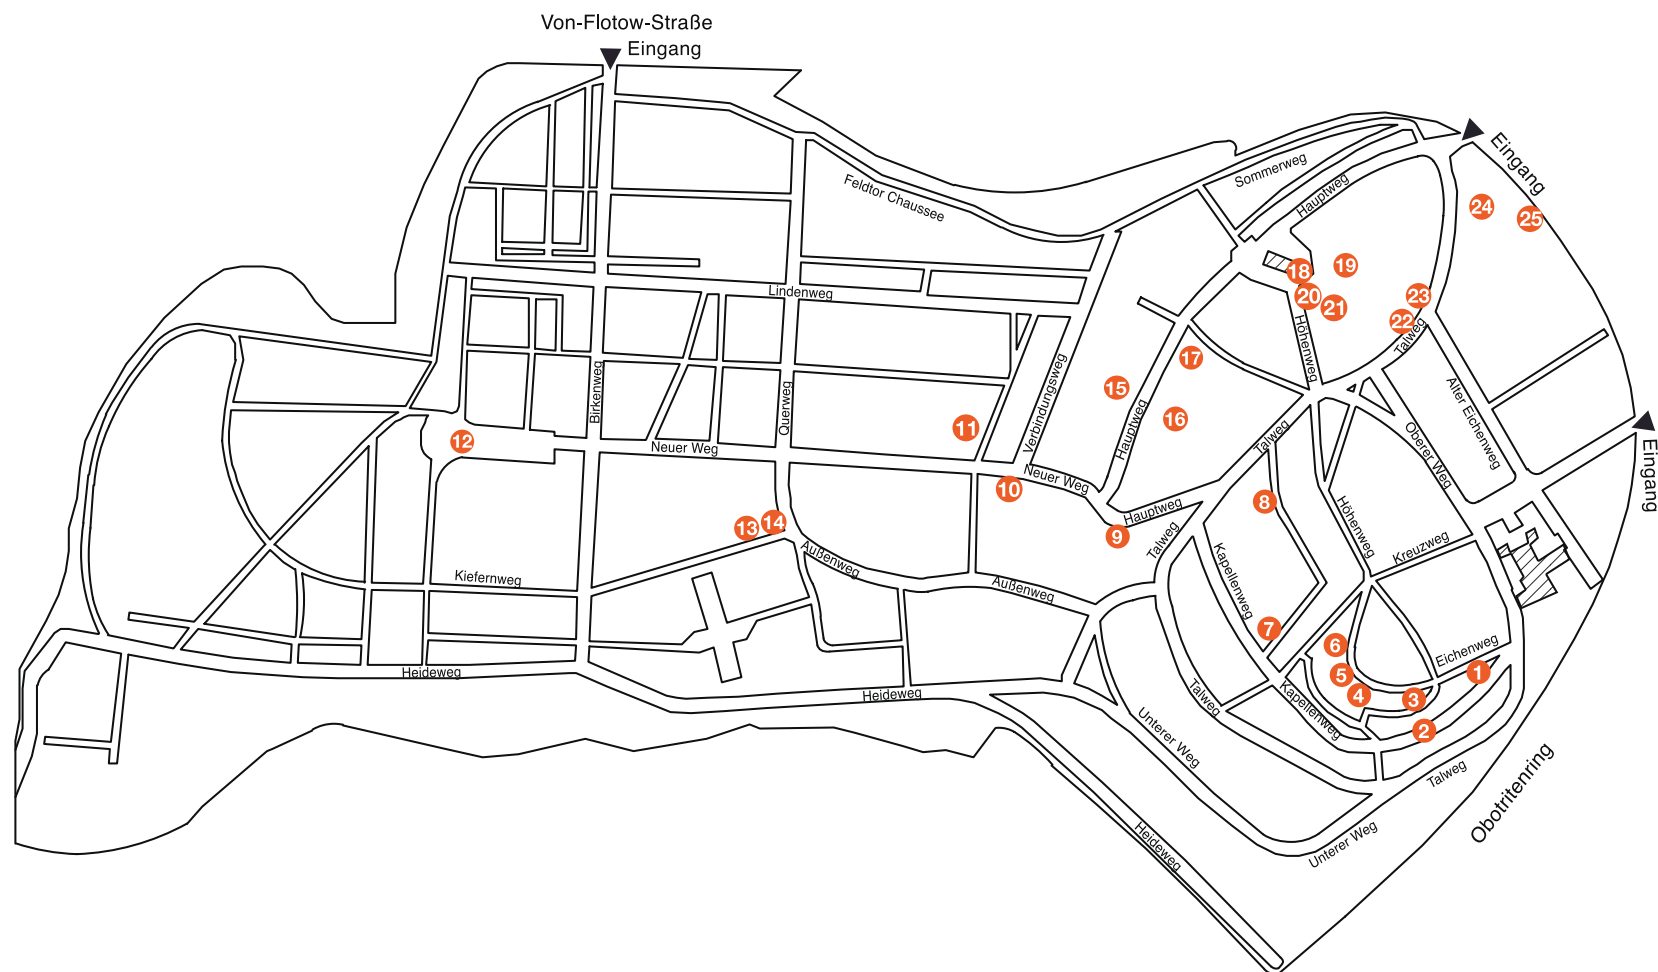 Von-Flotow-Straße
Eingang
Eingang
Sommerweg
Hauptweg
Feldtor Chaussee
24
25
18
19
20
21
23
22
Lindenweg
Höhenweg
Talweg
17
15
16
Birkenweg
Querweg
Verbindungsweg
Hauptweg
Alter Eichenweg
11
12
Neuer Weg
Talweg
Oberer Weg
Eingang
Neuer Weg
10
8
Hauptweg
9
13
14
Talweg
Höhenweg
Kreuzweg
Außenweg
Kiefernweg
Außenweg
Kapellenweg
7
6
Eichenweg
5
1
4
3
2
Heideweg
Heideweg
Talweg
Kapellenweg
Unterer Weg
Talweg
Obotritenring
Unterer Weg
Heideweg